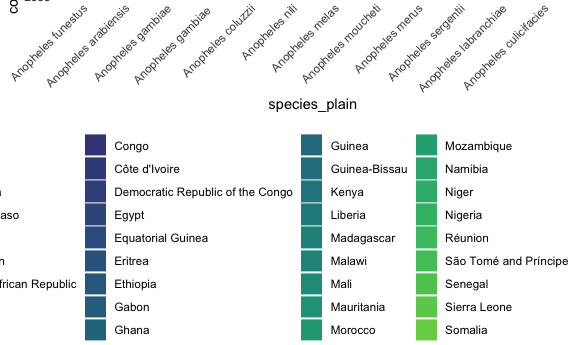 Anopheles funestus
Anopheles arabiensis
Anopheles gambiae
Anopheles gambiae
Anopheles coluzzii
Anopheles nili
Anopheles melas
Anopheles moucheti
Anopheles merus
Anopheles sergentii
Anopheles labranchiae
Anopheles culicifacies
species_plain
Congo
Côte d'Ivoire
Democratic Republic of the Congo
aso
Egypt
Equatorial Guinea
Eritrea
frican Republic
Ethiopia
Gabon
Ghana
Guinea
Guinea-Bissau
Kenya
Liberia
Madagascar
Malawi
Mali
Mauritania
Morocco
Mozambique
Namibia
Niger
Nigeria
Réunion
São Tomé and Príncipe
Senegal
Sierra Leone
Somalia